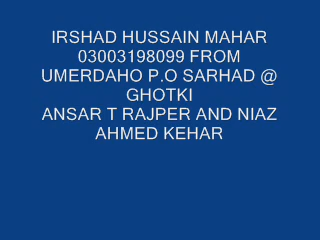 IRSHAD HUSSAIN MAHAR
03003198099 FROM
UMERDAHO P.O SARHAD @
GHOTKI
ANSAR T RAJPER AND NIAZ
AHMED KEHAR